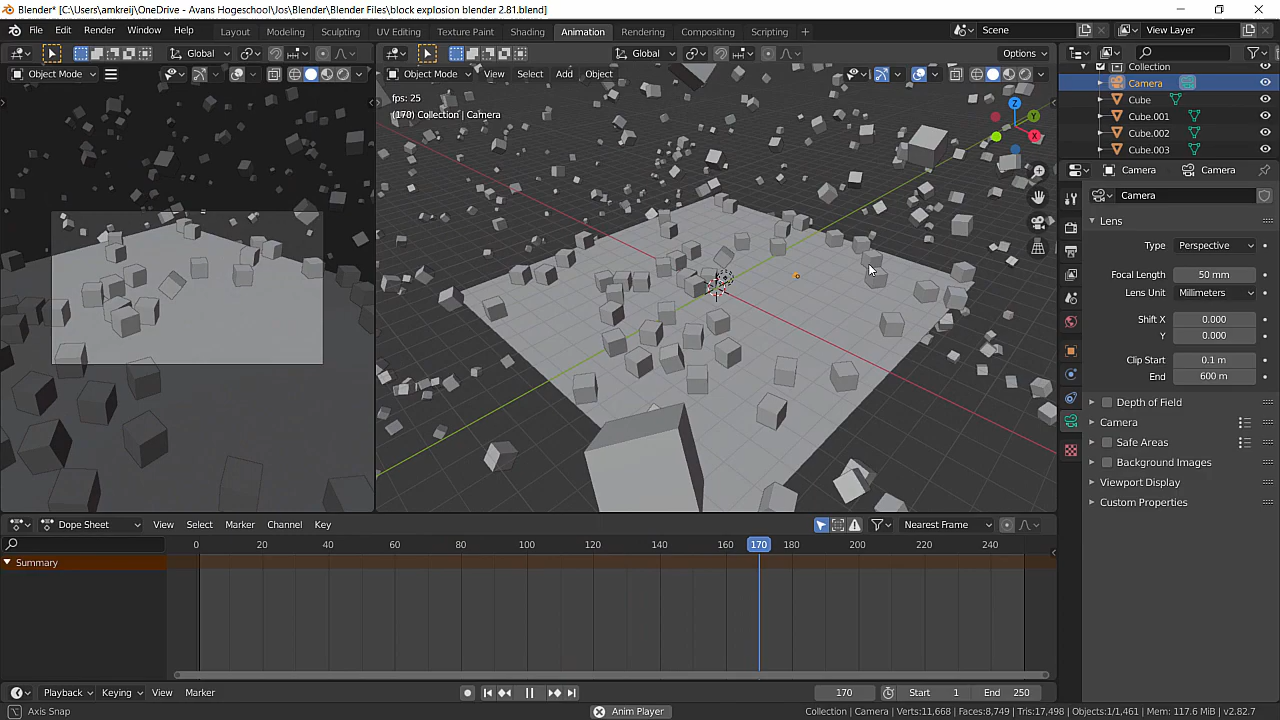 Blender* [C:\Users\amkreij\OneDrive - Avans Hogeschool\Jos\Blender\Blender Files\block explosion blender 2.81.blend]
File Edit Render Window Help Layout Modeling Sculpting UV Editing Texture Paint Shading Animation Rendering Compositing Scripting + Scene View Layer
Global Global Options
Object Mode Object Mode View Select Add Object
fps: 25
(170) Collection | Camera
Z
Y
X
Collection
Camera
Cube
Cube.001
Cube.002
Cube.003
Camera Camera
Camera
Lens
Type Perspective
Focal Length 50 mm
Lens Unit Millimeters
Shift X 0.000
Y 0.000
Clip Start 0.1 m
End 600 m
Depth of Field
Camera
Safe Areas
Background Images
Viewport Display
Custom Properties
Dope Sheet View Select Marker Channel Key Nearest Frame
0 20 40 60 80 100 120 140 160 170 180 200 220 240
Summary
Playback Keying View Marker 170 Start 1 End 250
Axis Snap Anim Player Collection | Camera | Verts:11,668 | Faces:8,749 | Tris:17,498 | Objects:1/1,461 | Mem: 117.6 MiB | v2.82.7